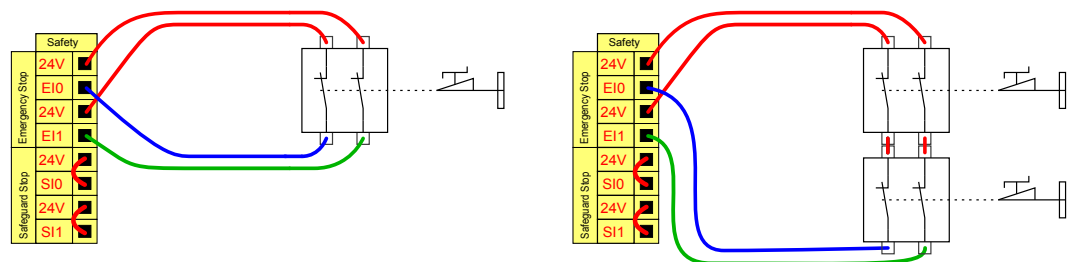 Safety
Emergency Stop
24V
EI0
24V
EI1
Safeguard Stop
24V
SI0
24V
SI1
Safety
Emergency Stop
24V
EI0
24V
EI1
Safeguard Stop
24V
SI0
24V
SI1